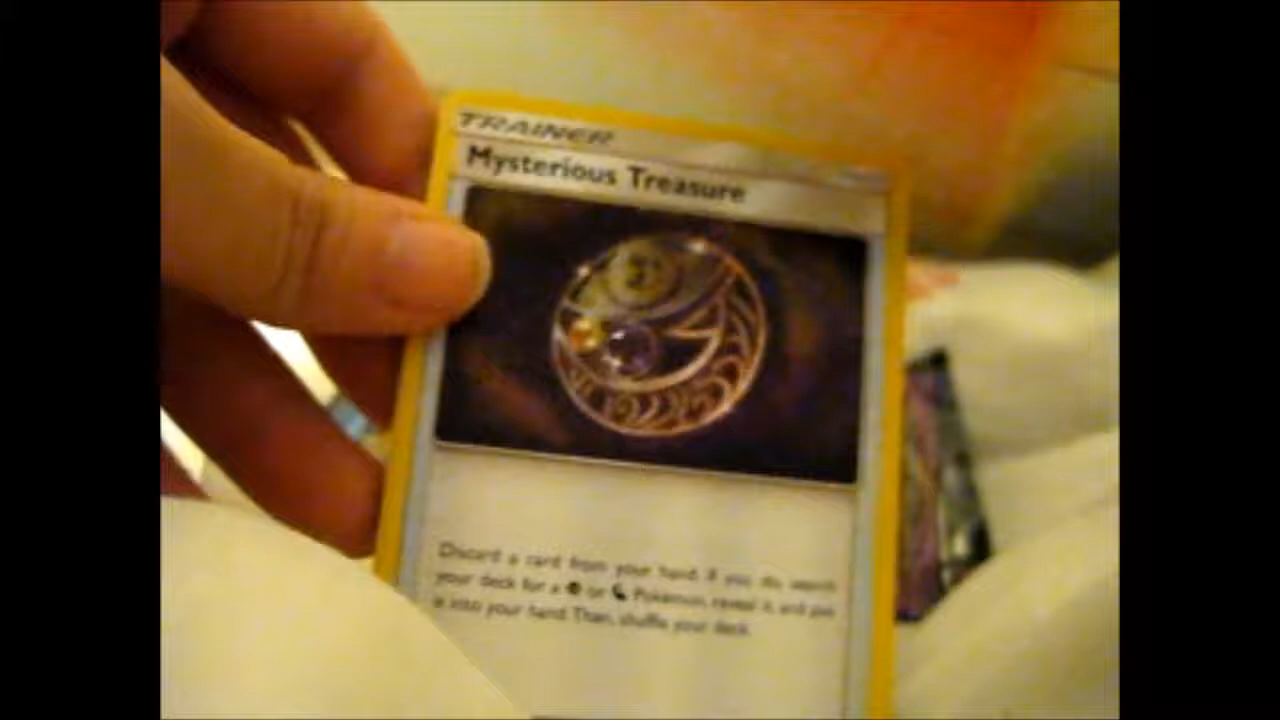 TRAINER
Mysterious Treasure
Discard a card from your hand. If you do, search
your deck for a or Pokémon, reveal it, and put
it into your hand. Then, shuffle your deck.